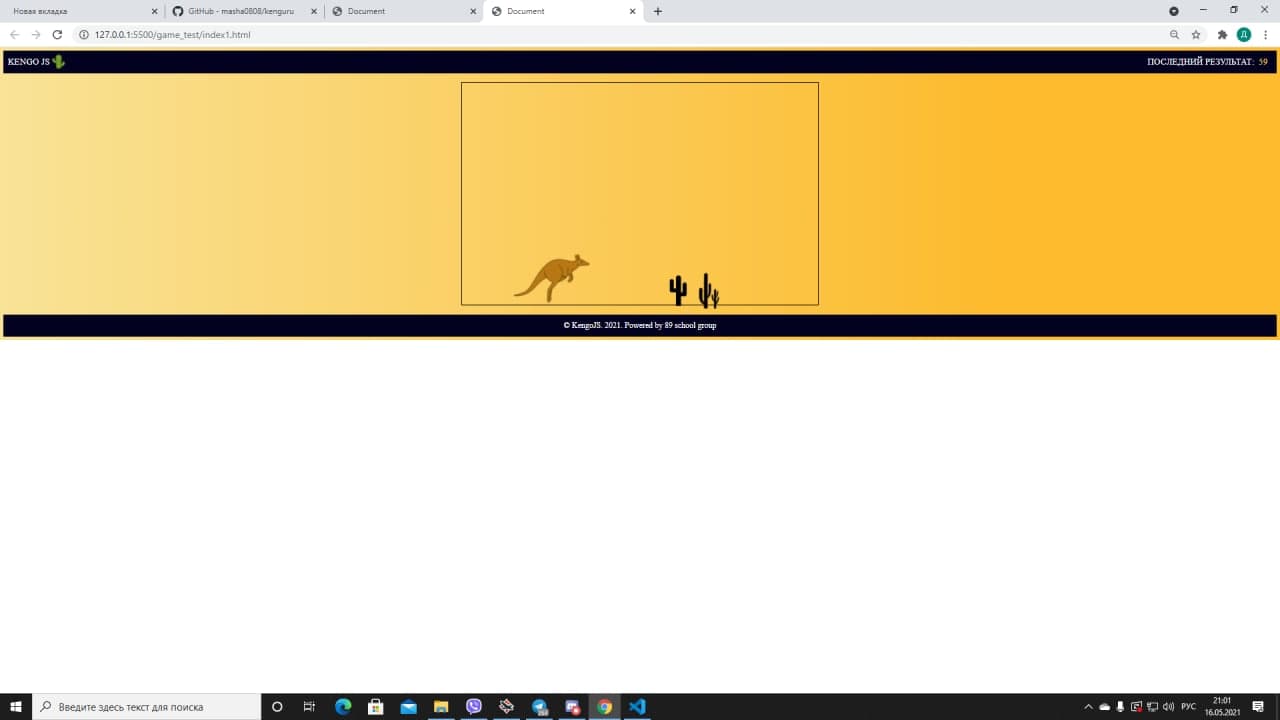 Новая вкладка
GitHub - masha0808/kenguru
Document
Document
127.0.0.1:5500/game_test/index1.html
Д
KENGO JS
ПОСЛЕДНИЙ РЕЗУЛЬТАТ: 59
© KengoJS. 2021. Powered by 89 school group
Введите здесь текст для поиска
РУС
21:01
16.05.2021